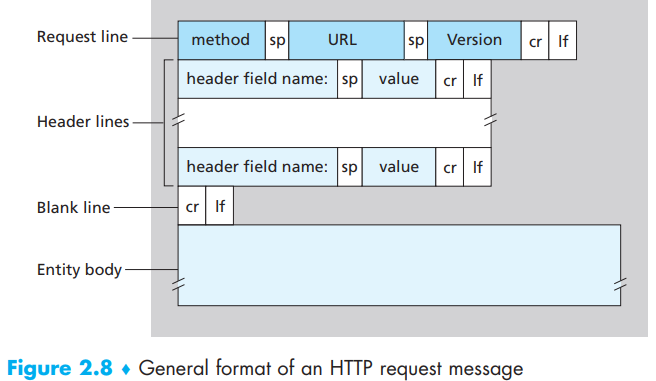 Request line method sp URL sp Version cr lf
header field name: sp value cr lf
Header lines
header field name: sp value cr lf
Blank line cr lf
Entity body
Figure 2.8 ♦ General format of an HTTP request message